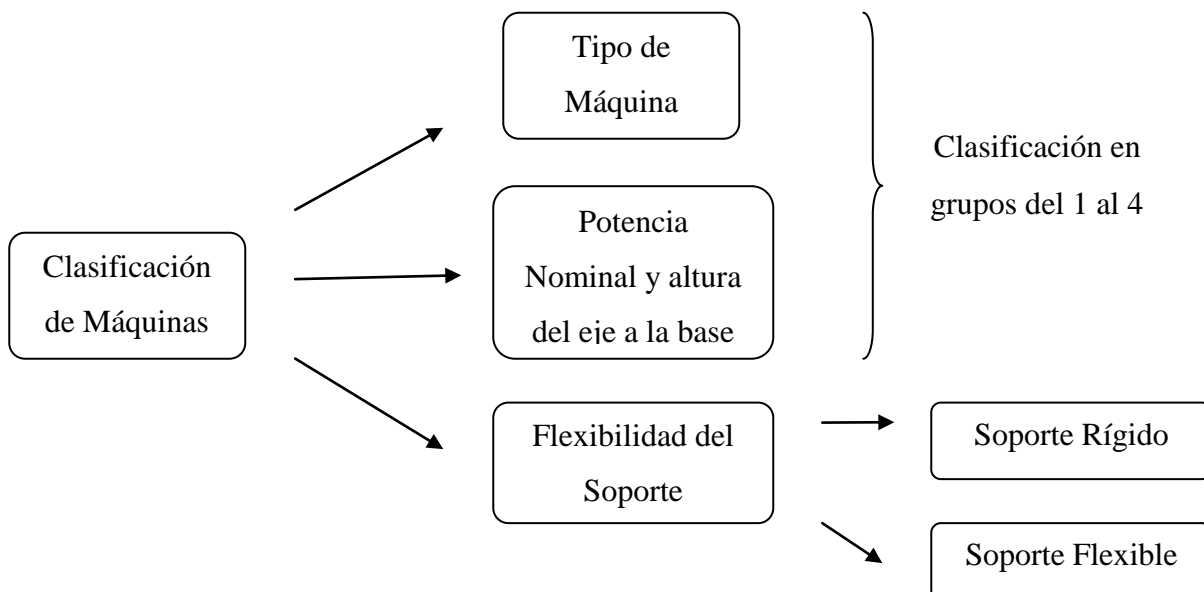 Tipo de
Máquina
Clasificación en
grupos del 1 al 4
Potencia
Nominal y altura
del eje a la base
Clasificación
de Máquinas
Flexibilidad del
Soporte
Soporte Rígido
Soporte Flexible